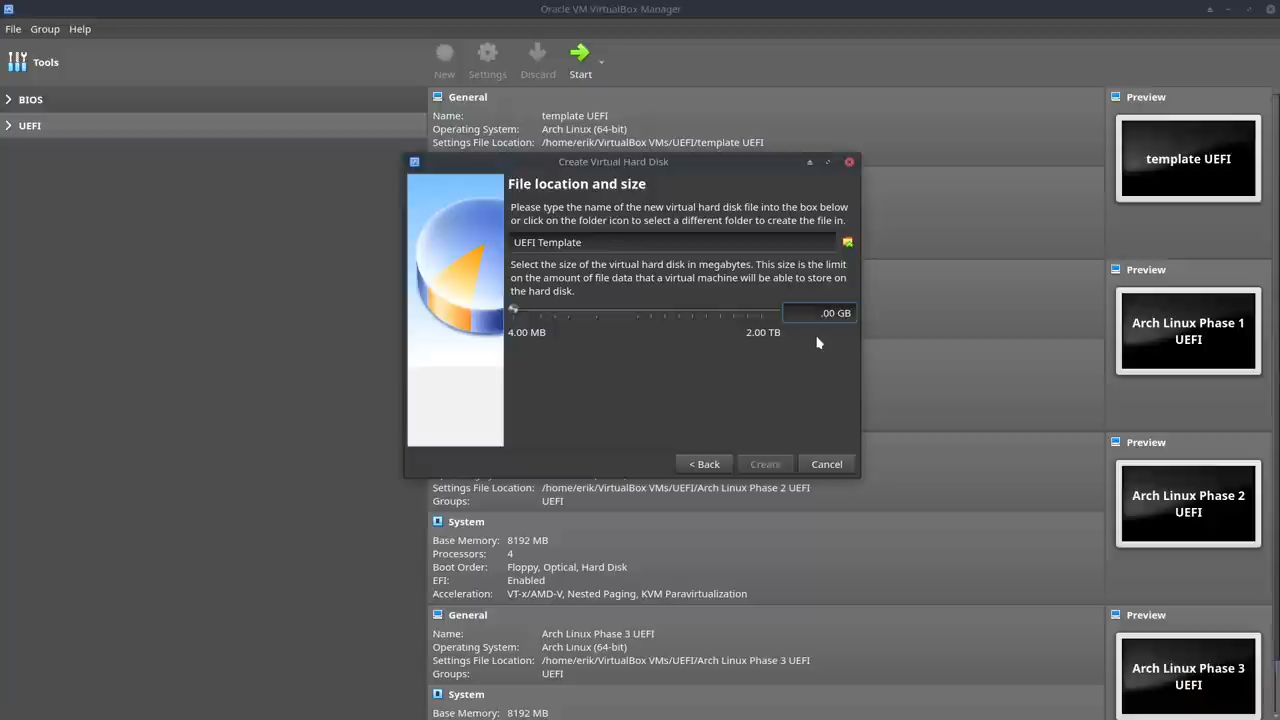 Oracle VM VirtualBox Manager
File Group Help
Tools
New Settings Discard Start
BIOS
UEFI
General
Name: template UEFI
Operating System: Arch Linux (64-bit)
Settings File Location: /home/erik/VirtualBox VMs/UEFI/template UEFI
Preview
template UEFI
Create Virtual Hard Disk
File location and size
Please type the name of the new virtual hard disk file into the box below
or click on the folder icon to select a different folder to create the file in.
UEFI Template
Select the size of the virtual hard disk in megabytes. This size is the limit
on the amount of file data that a virtual machine will be able to store on
the hard disk.
.00 GB
4.00 MB 2.00 TB
< Back Create Cancel
Preview
Arch Linux Phase 1
UEFI
Settings File Location: /home/erik/VirtualBox VMs/UEFI/Arch Linux Phase 2 UEFI
Groups: UEFI
System
Base Memory: 8192 MB
Processors: 4
Boot Order: Floppy, Optical, Hard Disk
EFI: Enabled
Acceleration: VT-x/AMD-V, Nested Paging, KVM Paravirtualization
Preview
Arch Linux Phase 2
UEFI
General
Name: Arch Linux Phase 3 UEFI
Operating System: Arch Linux (64-bit)
Settings File Location: /home/erik/VirtualBox VMs/UEFI/Arch Linux Phase 3 UEFI
Groups: UEFI
System
Base Memory: 8192 MB
Preview
Arch Linux Phase 3
UEFI